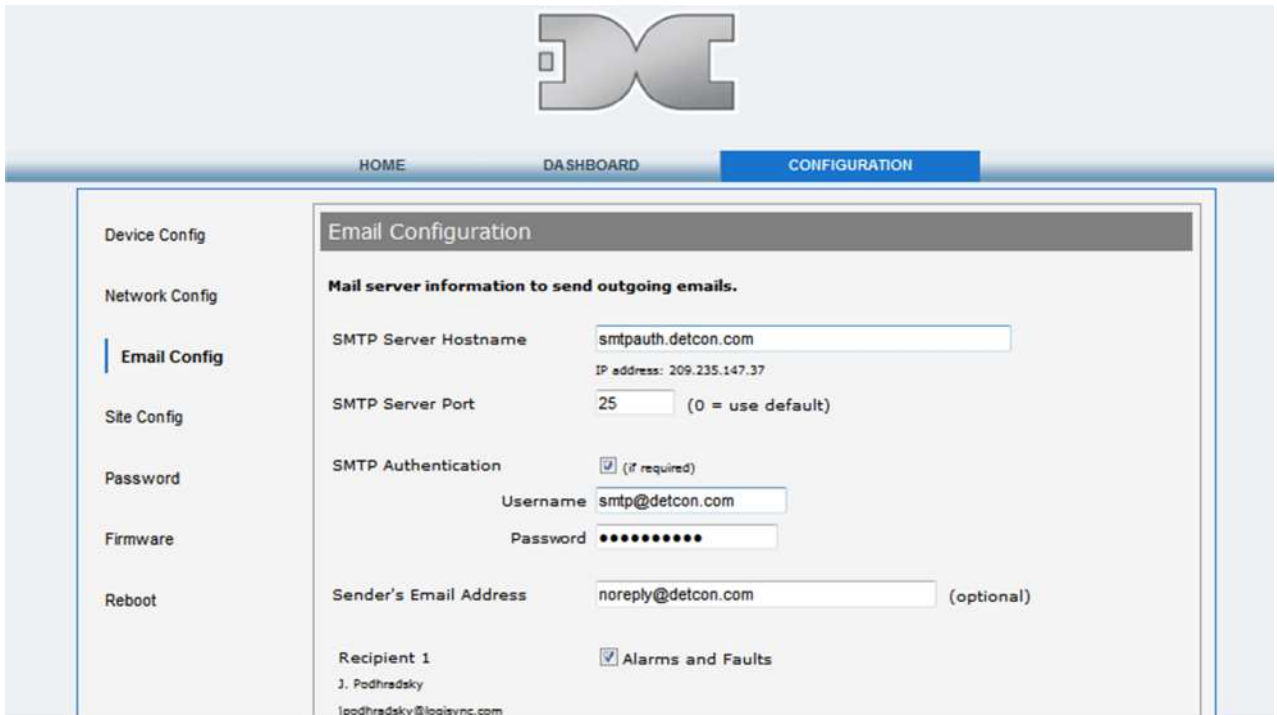 HOME DASHBOARD CONFIGURATION
Device Config
Network Config
Email Config
Site Config
Password
Firmware
Reboot
Email Configuration
Mail server information to send outgoing emails.
SMTP Server Hostname smtpauth.detcon.com
IP address: 209.235.147.37
SMTP Server Port 25 (0 = use default)
SMTP Authentication (if required)
Username smtp@detcon.com
Password ●●●●●●●●●●
Sender's Email Address noreply@detcon.com (optional)
Recipient 1 Alarms and Faults
J. Podhradsky